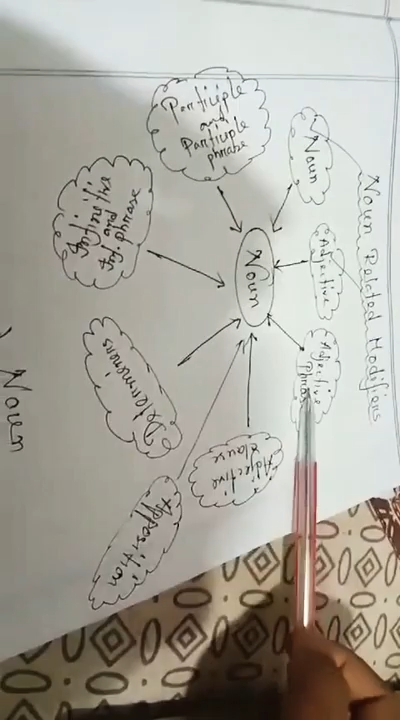 Noun Related Modifiers
Noun
Adjective
Adjective
Phrase
Adjective
clause
Apposition
Determenors
Infinitive
and
Inf. phrase
Participle
and
Participle
phrase
Noun
Noun